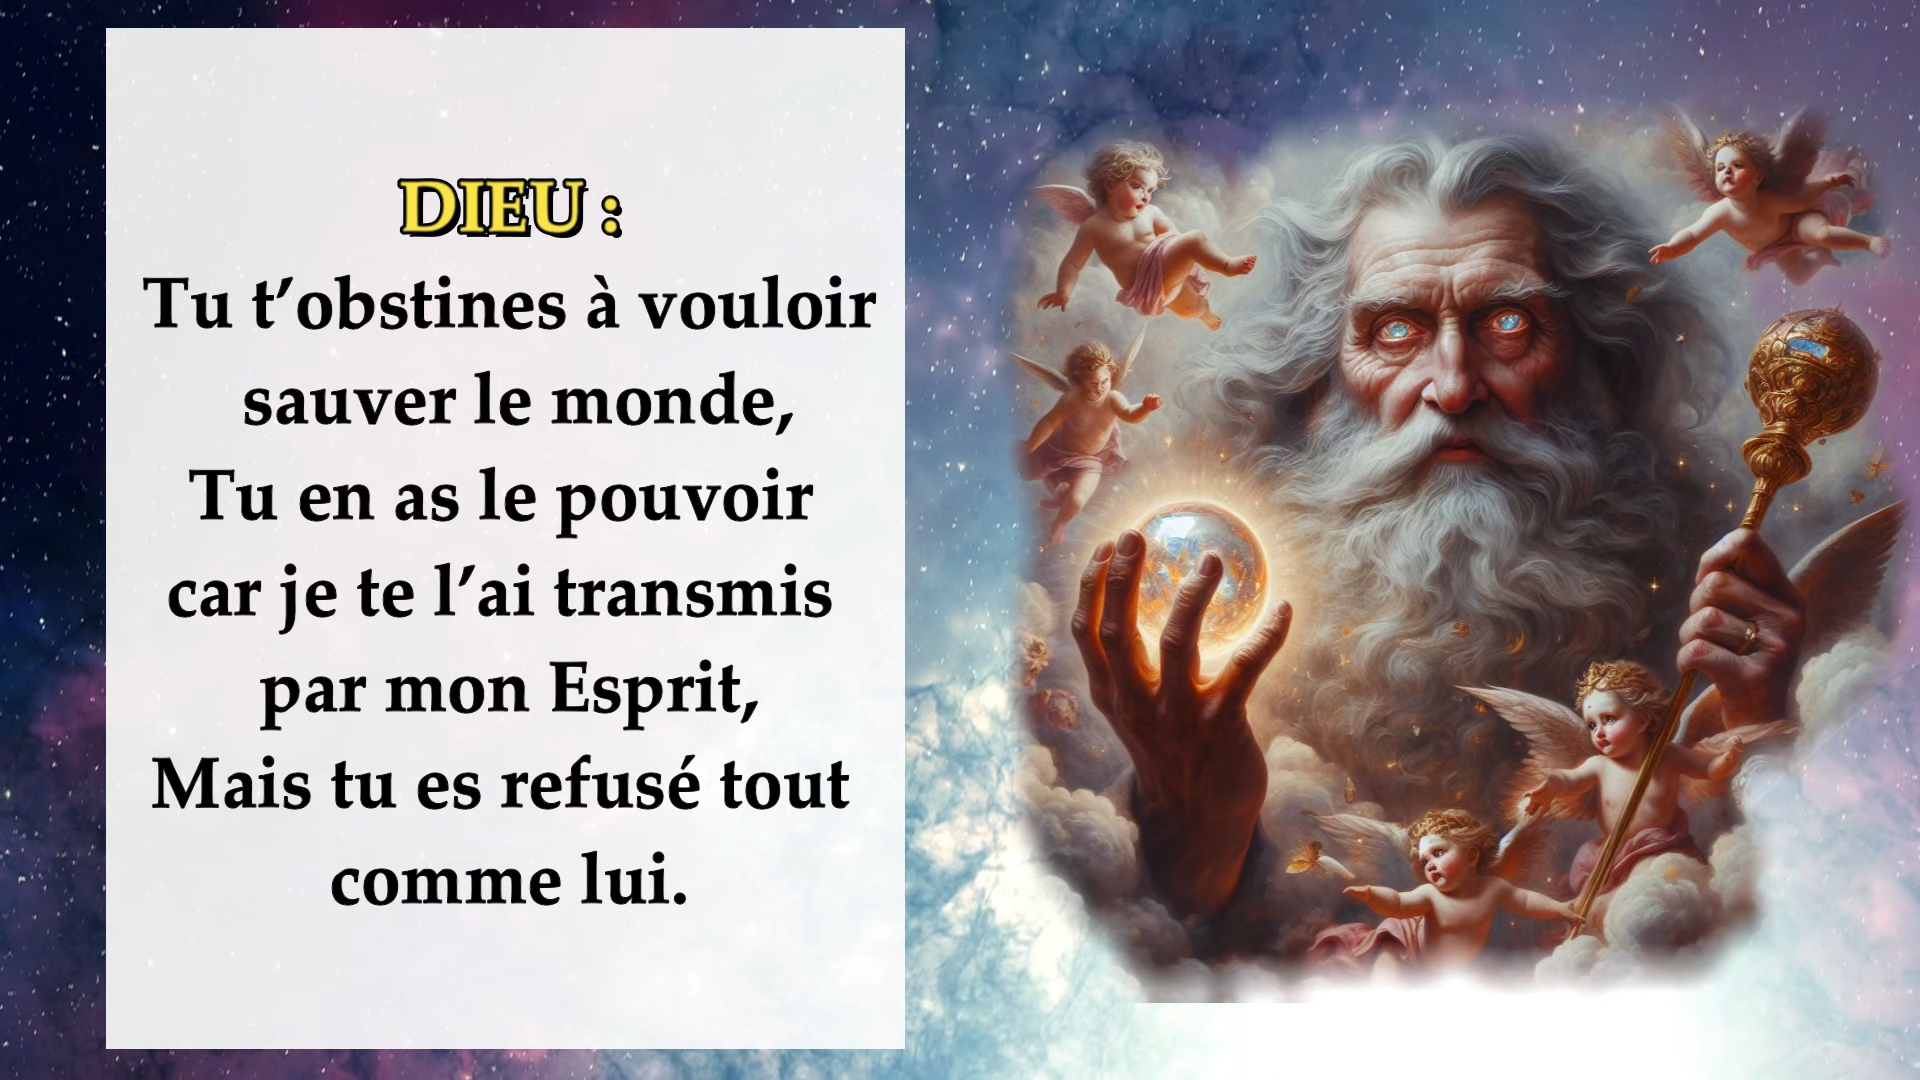 DIEU :
Tu t’obstines à vouloir
sauver le monde,
Tu en as le pouvoir
car je te l’ai transmis
par mon Esprit,
Mais tu es refusé tout
comme lui.